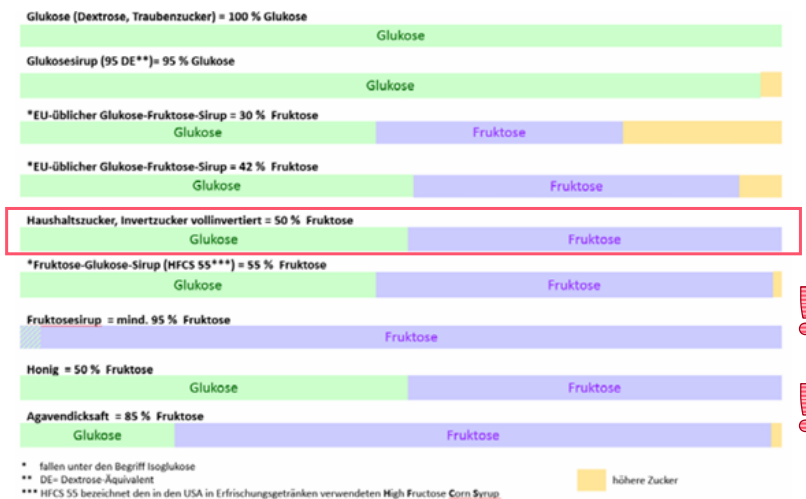 Glukose (Dextrose, Traubenzucker) = 100 % Glukose
Glukose
Glukosesirup (95 DE**)= 95 % Glukose
Glukose
*EU-üblicher Glukose-Fruktose-Sirup = 30 % Fruktose
Glukose Fruktose
*EU-üblicher Glukose-Fruktose-Sirup = 42 % Fruktose
Glukose Fruktose
Haushaltszucker, Invertzucker vollinvertiert = 50 % Fruktose
Glukose Fruktose
*Fruktose-Glukose-Sirup (HFCS 55***) = 55 % Fruktose
Glukose Fruktose
Fruktosesirup = mind. 95 % Fruktose
Fruktose
Honig = 50 % Fruktose
Glukose Fruktose
Agavendicksaft = 85 % Fruktose
Glukose Fruktose
* fallen unter den Begriff Isoglukose
** DE= Dextrose-Äquivalent
höhere Zucker
*** HFCS 55 bezeichnet den in den USA in Erfrischungsgetränken verwendeten High Fructose Corn Syrup